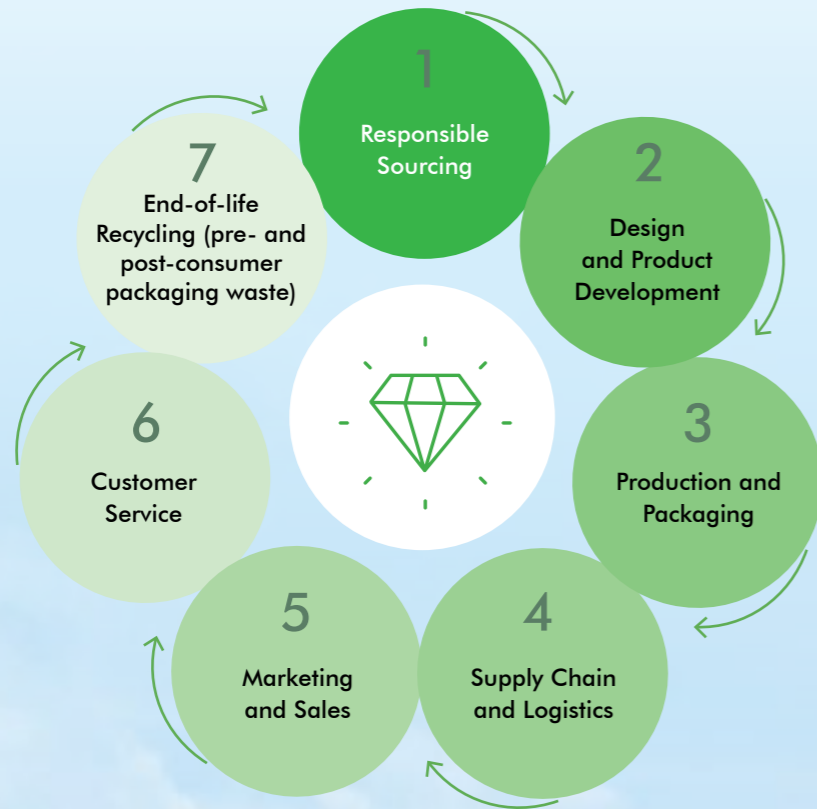 1
Responsible
Sourcing
2
Design
and Product
Development
3
Production and
Packaging
4
Supply Chain
and Logistics
5
Marketing
and Sales
6
Customer
Service
7
End-of-life
Recycling (pre- and
post-consumer
packaging waste)